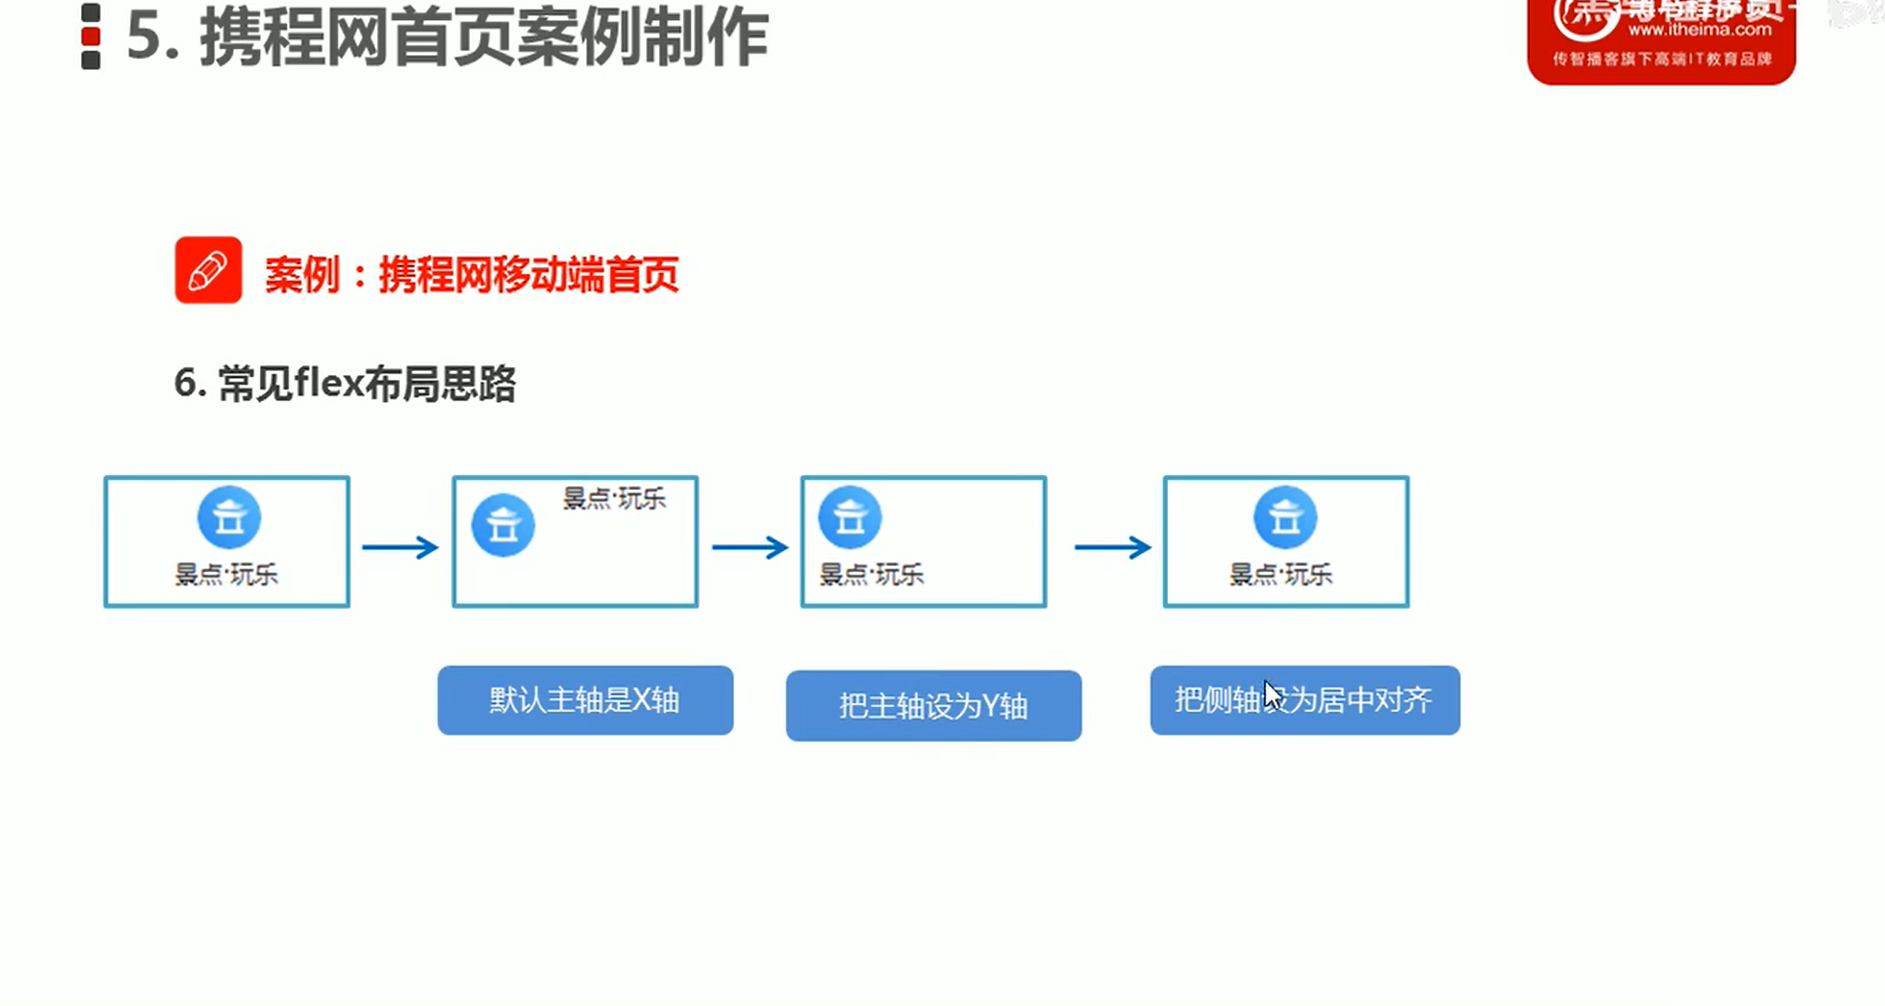 5. 携程网首页案例制作
www.itheima.com
传智播客旗下高端IT教育品牌
案例：携程网移动端首页
6. 常见flex布局思路
景点·玩乐
景点·玩乐
景点·玩乐
景点·玩乐
默认主轴是X轴
把主轴设为Y轴
把侧轴设为居中对齐